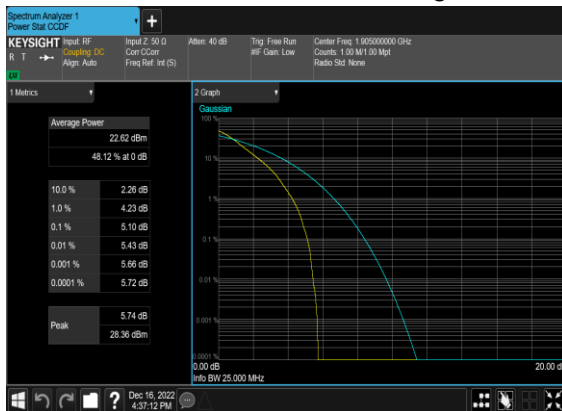 Spectrum Analyzer 1
Power Stat CCDF
+
KEYSIGHT
R T
Input: RF
Coupling: DC
Align: Auto
Input Z: 50 Ω
Corr CCorr
Freq Ref: Int (S)
Atten: 40 dB
Trig: Free Run
#IF Gain: Low
Center Freq: 1.905000000 GHz
Counts: 1.00 M/1.00 Mpt
Radio Std: None
1 Metrics
Average Power
22.62 dBm
48.12 % at 0 dB
10.0 % 2.26 dB
1.0 % 4.23 dB
0.1 % 5.10 dB
0.01 % 5.43 dB
0.001 % 5.66 dB
0.0001 % 5.72 dB
Peak
5.74 dB
28.36 dBm
2 Graph
Gaussian
100 %
10 %
1 %
0.1 %
0.01 %
0.001 %
0.0001 %
0.00 dB
20.00 d
Info BW 25.000 MHz
?
Dec 16, 2022
4:37:12 PM